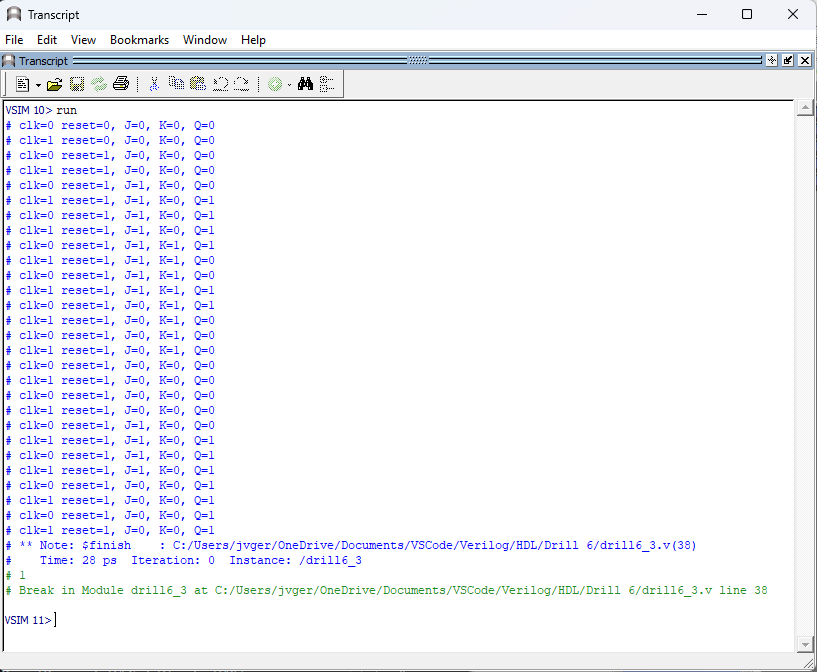 Transcript
File Edit View Bookmarks Window Help
Transcript
VSIM 10> run
# clk=0 reset=0, J=0, K=0, Q=0
# clk=1 reset=0, J=0, K=0, Q=0
# clk=0 reset=1, J=0, K=0, Q=0
# clk=1 reset=1, J=0, K=0, Q=0
# clk=0 reset=1, J=1, K=0, Q=0
# clk=1 reset=1, J=1, K=0, Q=1
# clk=0 reset=1, J=1, K=0, Q=1
# clk=1 reset=1, J=1, K=0, Q=1
# clk=0 reset=1, J=1, K=1, Q=1
# clk=1 reset=1, J=1, K=1, Q=0
# clk=0 reset=1, J=1, K=1, Q=0
# clk=1 reset=1, J=1, K=1, Q=1
# clk=0 reset=1, J=0, K=1, Q=1
# clk=1 reset=1, J=0, K=1, Q=0
# clk=0 reset=1, J=0, K=1, Q=0
# clk=1 reset=1, J=0, K=1, Q=0
# clk=0 reset=1, J=0, K=0, Q=0
# clk=1 reset=1, J=0, K=0, Q=0
# clk=0 reset=1, J=0, K=0, Q=0
# clk=1 reset=1, J=0, K=0, Q=0
# clk=0 reset=1, J=1, K=0, Q=0
# clk=1 reset=1, J=1, K=0, Q=1
# clk=0 reset=1, J=1, K=0, Q=1
# clk=1 reset=1, J=1, K=0, Q=1
# clk=0 reset=1, J=0, K=0, Q=1
# clk=1 reset=1, J=0, K=0, Q=1
# clk=0 reset=1, J=0, K=0, Q=1
# clk=1 reset=1, J=0, K=0, Q=1
# ** Note: $finish    : C:/Users/jvger/OneDrive/Documents/VSCode/Verilog/HDL/Drill 6/drill6_3.v(38)
#    Time: 28 ps  Iteration: 0  Instance: /drill6_3
# 1
# Break in Module drill6_3 at C:/Users/jvger/OneDrive/Documents/VSCode/Verilog/HDL/Drill 6/drill6_3.v line 38
VSIM 11>